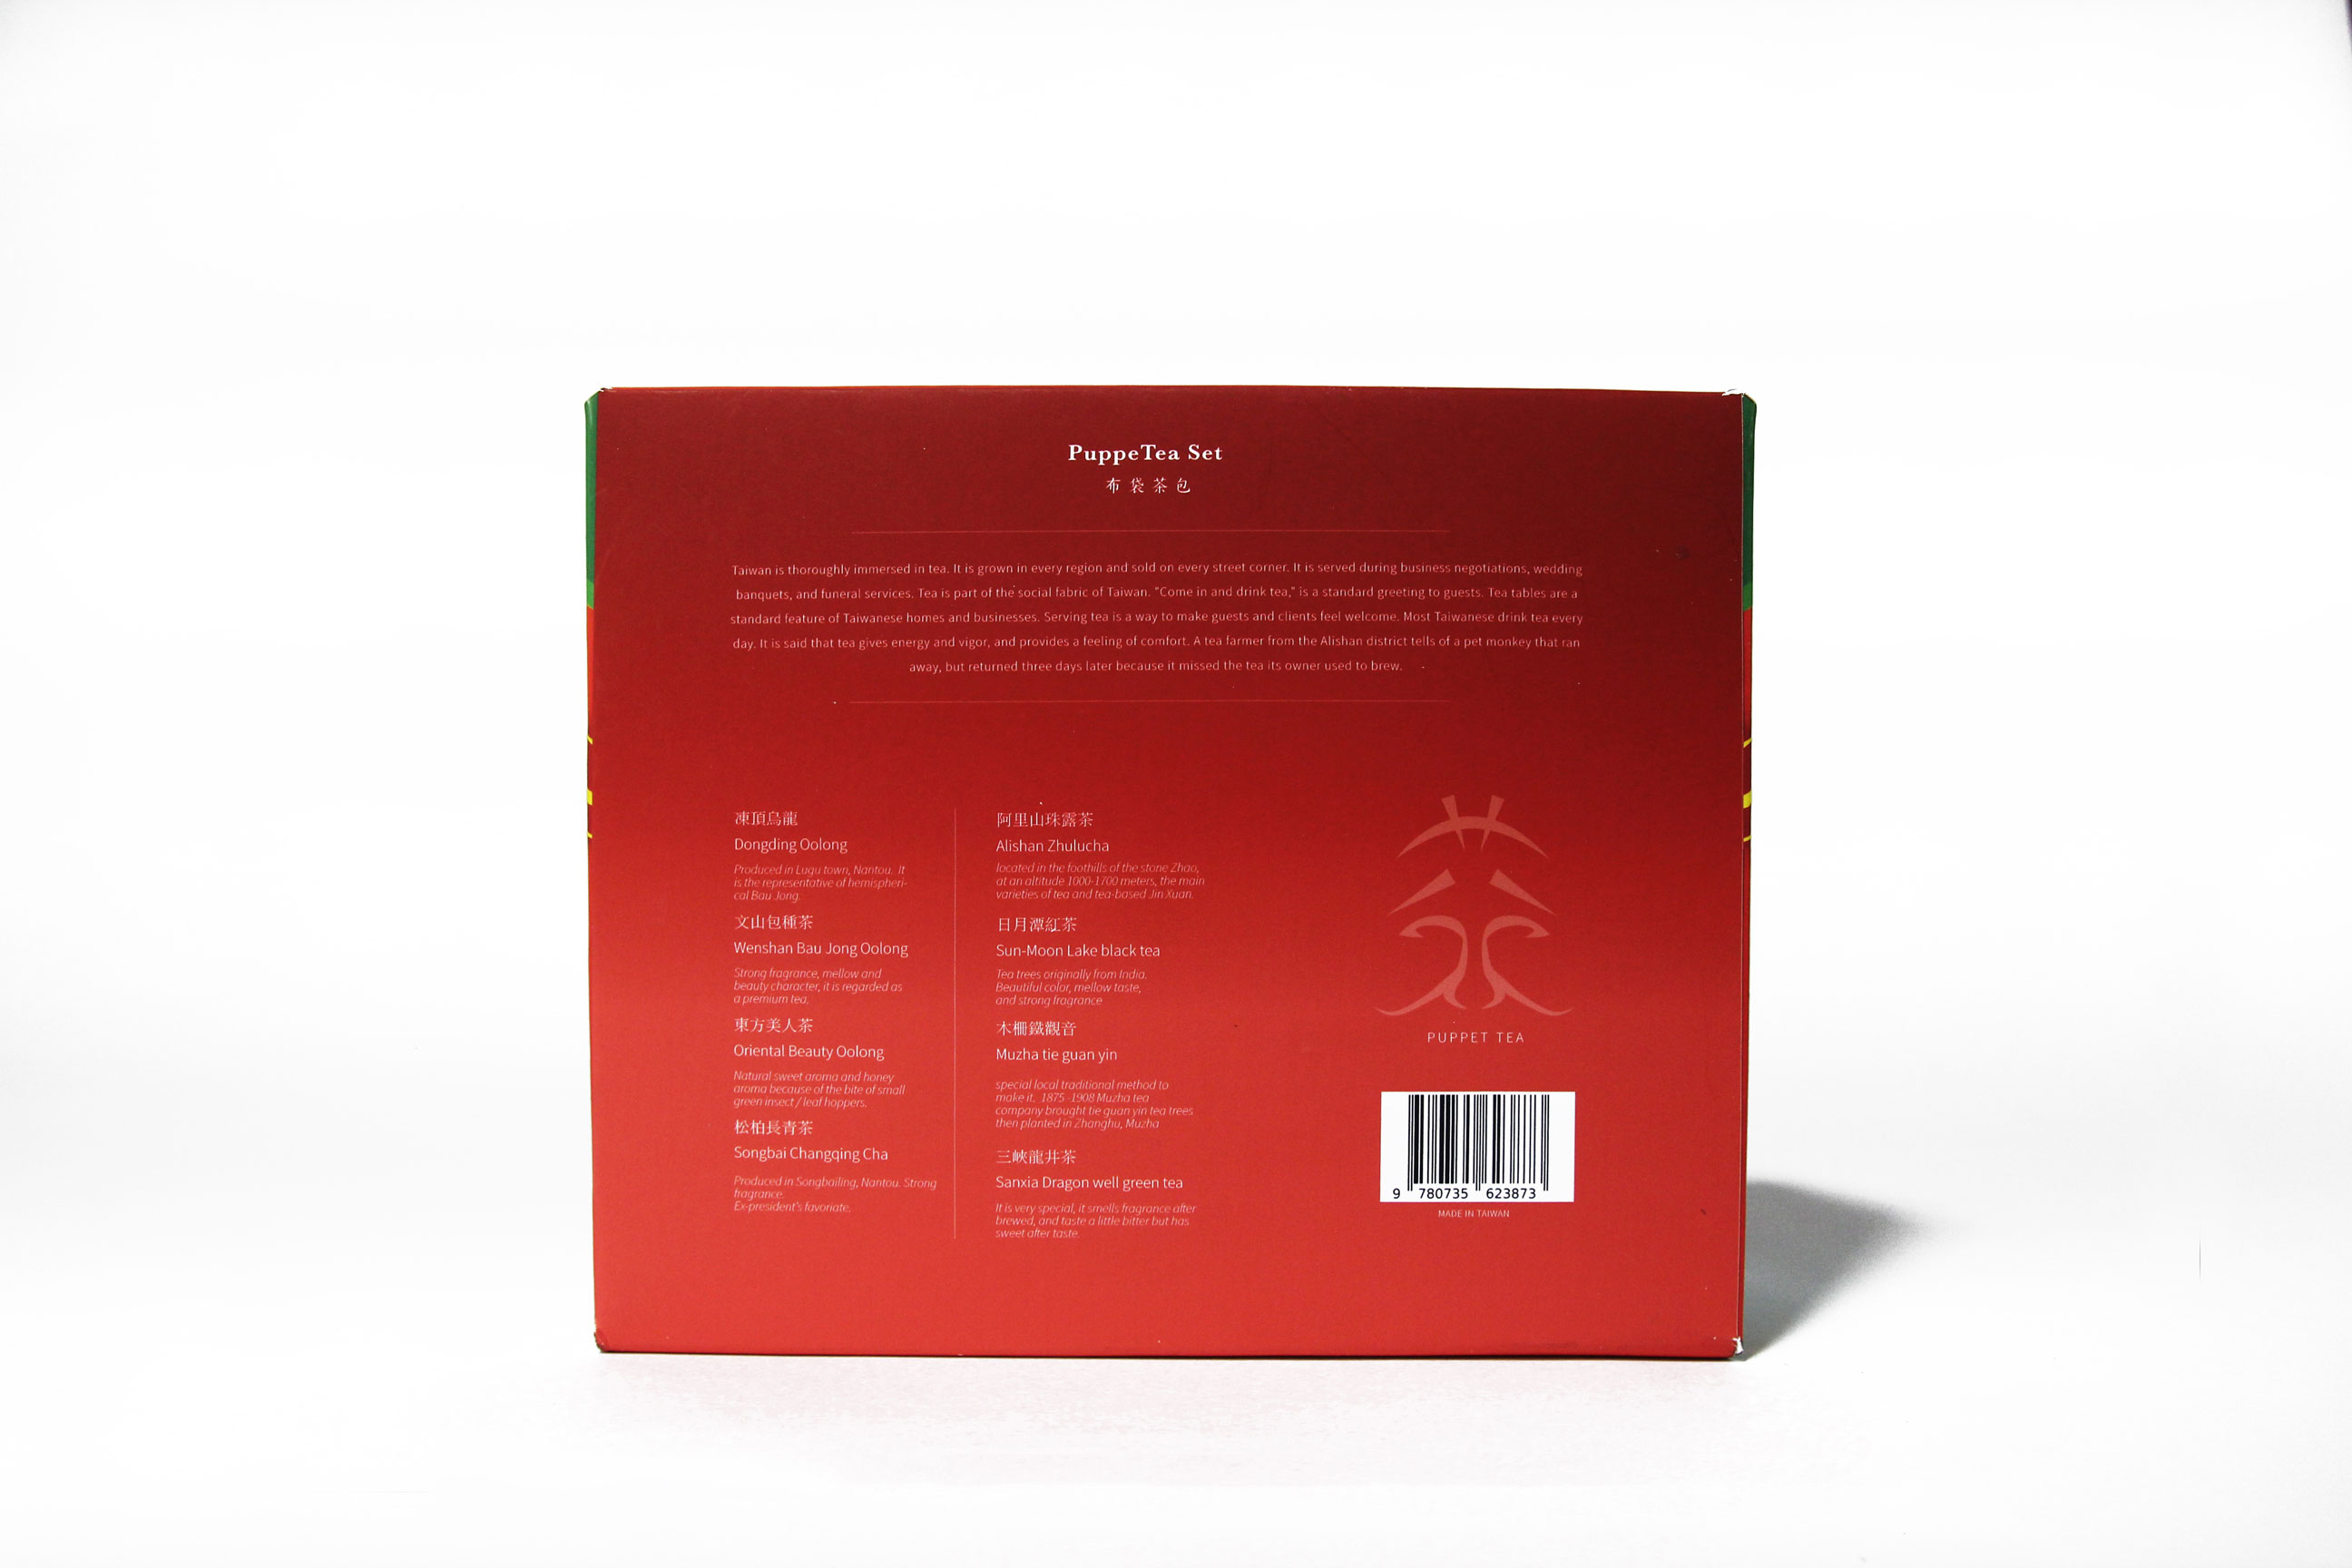 PuppeTea Set
布袋茶包
Taiwan is thoroughly immersed in tea. It is grown in every region and sold on every street corner. It is served during business negotiations, wedding
banquets, and funeral services. Tea is part of the social fabric of Taiwan. "Come in and drink tea," is a standard greeting to guests. Tea tables are a
standard feature of Taiwanese homes and businesses. Serving tea is a way to make guests and clients feel welcome. Most Taiwanese drink tea every
day. It is said that tea gives energy and vigor, and provides a feeling of comfort. A tea farmer from the Alishan district tells of a pet monkey that ran
away, but returned three days later because it missed the tea its owner used to brew.
凍頂烏龍
Dongding Oolong
Produced in Lugu town, Nantou. It
is the representative of hemispheri-
cal Bau Jong.
文山包種茶
Wenshan Bau Jong Oolong
Strong fragrance, mellow and
beauty character, it is regarded as
a premium tea.
東方美人茶
Oriental Beauty Oolong
Natural sweet aroma and honey
aroma because of the bite of small
green insect / leaf hoppers.
松柏長青茶
Songbai Changqing Cha
Produced in Songbailing, Nantou. Strong
fragrance.
Ex-president's favoriate.
阿里山珠露茶
Alishan Zhulucha
located in the foothills of the stone Zhao,
at an altitude 1000-1700 meters, the main
varieties of tea and tea-based Jin Xuan.
日月潭紅茶
Sun-Moon Lake black tea
Tea trees originally from India.
Beautiful color, mellow taste,
and strong fragrance
木柵鐵觀音
Muzha tie guan yin
special local traditional method to
make it. 1875 -1908 Muzha tea
company brought tie guan yin tea trees
then planted in Zhanghu, Muzha
三峽龍井茶
Sanxia Dragon well green tea
It is very special, it smells fragrance after
brewed, and taste a little bitter but has
sweet after taste.
PUPPET TEA
9 780735 623873
MADE IN TAIWAN